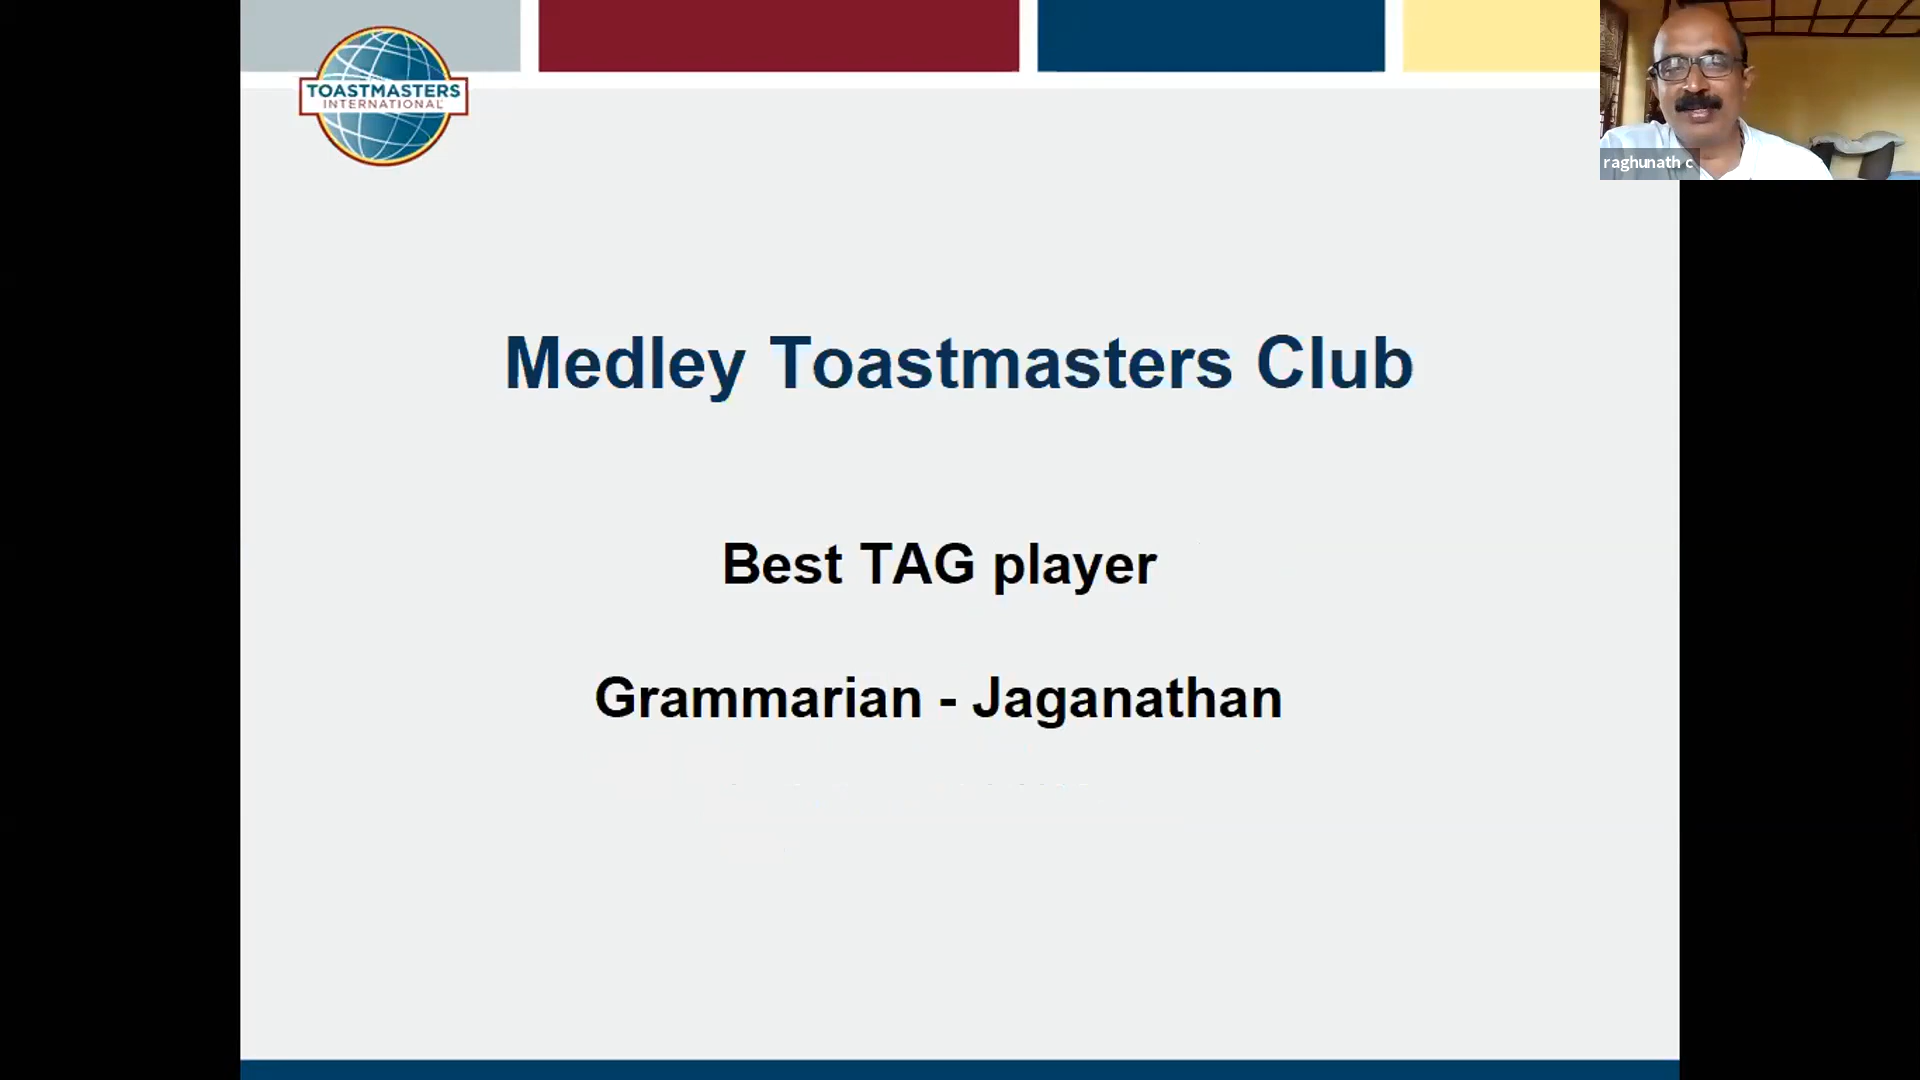 TOASTMASTERS
INTERNATIONAL
raghunath c
Medley Toastmasters Club
Best TAG player
Grammarian - Jaganathan